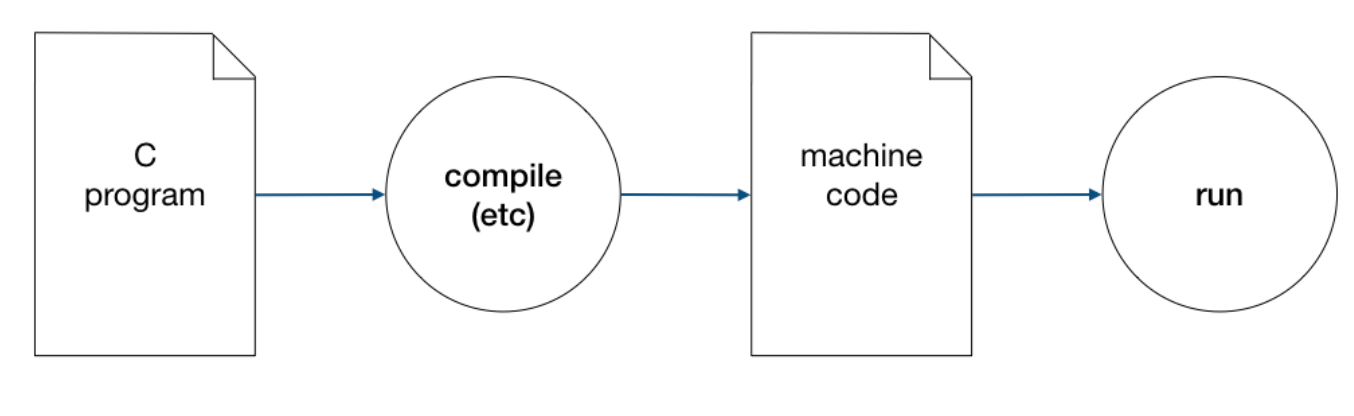 C
program
compile
(etc)
machine
code
run